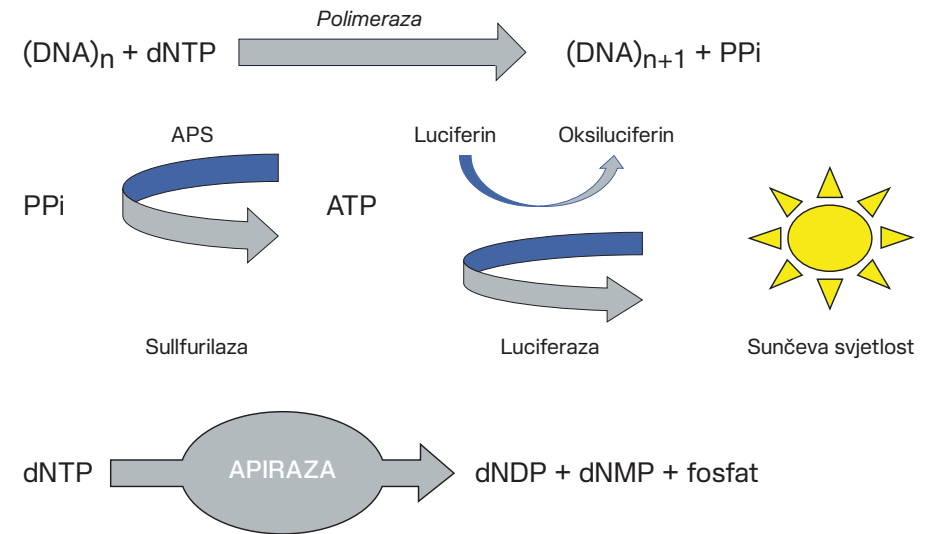 Polimeraza
(DNA)n + dNTP (DNA)n+1 + PPi
APS Luciferin Oksiluciferin
PPi ATP
Sullfurilaza Luciferaza Sunčeva svjetlost
dNTP APIRAZA dNDP + dNMP + fosfat